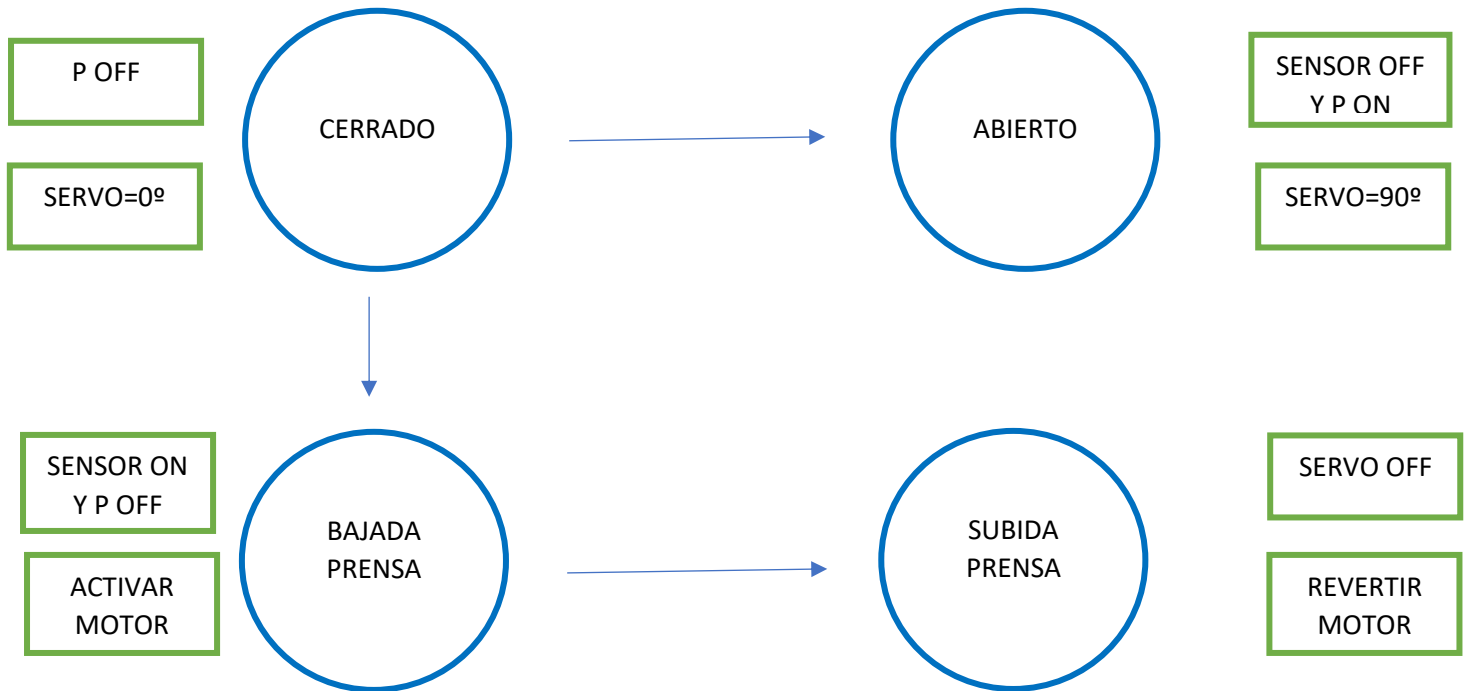 P OFF
SERVO=0º
CERRADO
ABIERTO
SENSOR OFF
Y P ON
SERVO=90º
SENSOR ON
Y P OFF
ACTIVAR
MOTOR
BAJADA
PRENSA
SUBIDA
PRENSA
SERVO OFF
REVERTIR
MOTOR